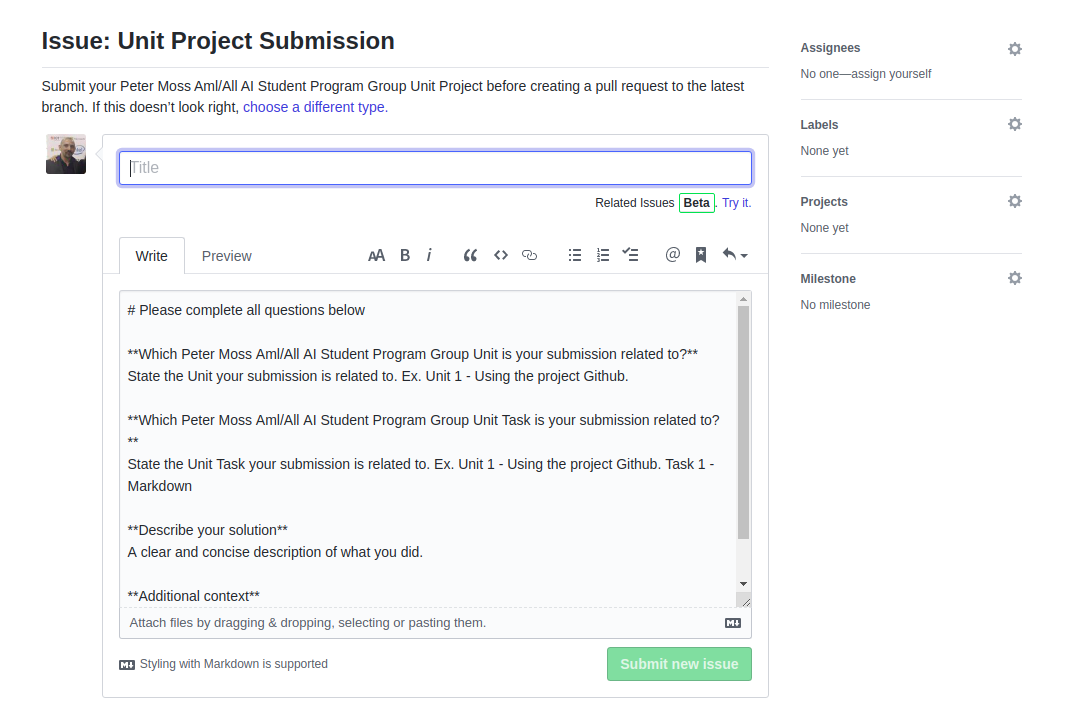 Issue: Unit Project Submission
Submit your Peter Moss Aml/All AI Student Program Group Unit Project before creating a pull request to the latest
branch. If this doesn’t look right, choose a different type.
Title
Related Issues Beta. Try it.
Write Preview
AA B i
# Please complete all questions below
**Which Peter Moss Aml/All AI Student Program Group Unit is your submission related to?**
State the Unit your submission is related to. Ex. Unit 1 - Using the project Github.
**Which Peter Moss Aml/All AI Student Program Group Unit Task is your submission related to?
**
State the Unit Task your submission is related to. Ex. Unit 1 - Using the project Github. Task 1 -
Markdown
**Describe your solution**
A clear and concise description of what you did.
**Additional context**
Attach files by dragging & dropping, selecting or pasting them.
Styling with Markdown is supported
Submit new issue
Assignees
No one—assign yourself
Labels
None yet
Projects
None yet
Milestone
No milestone